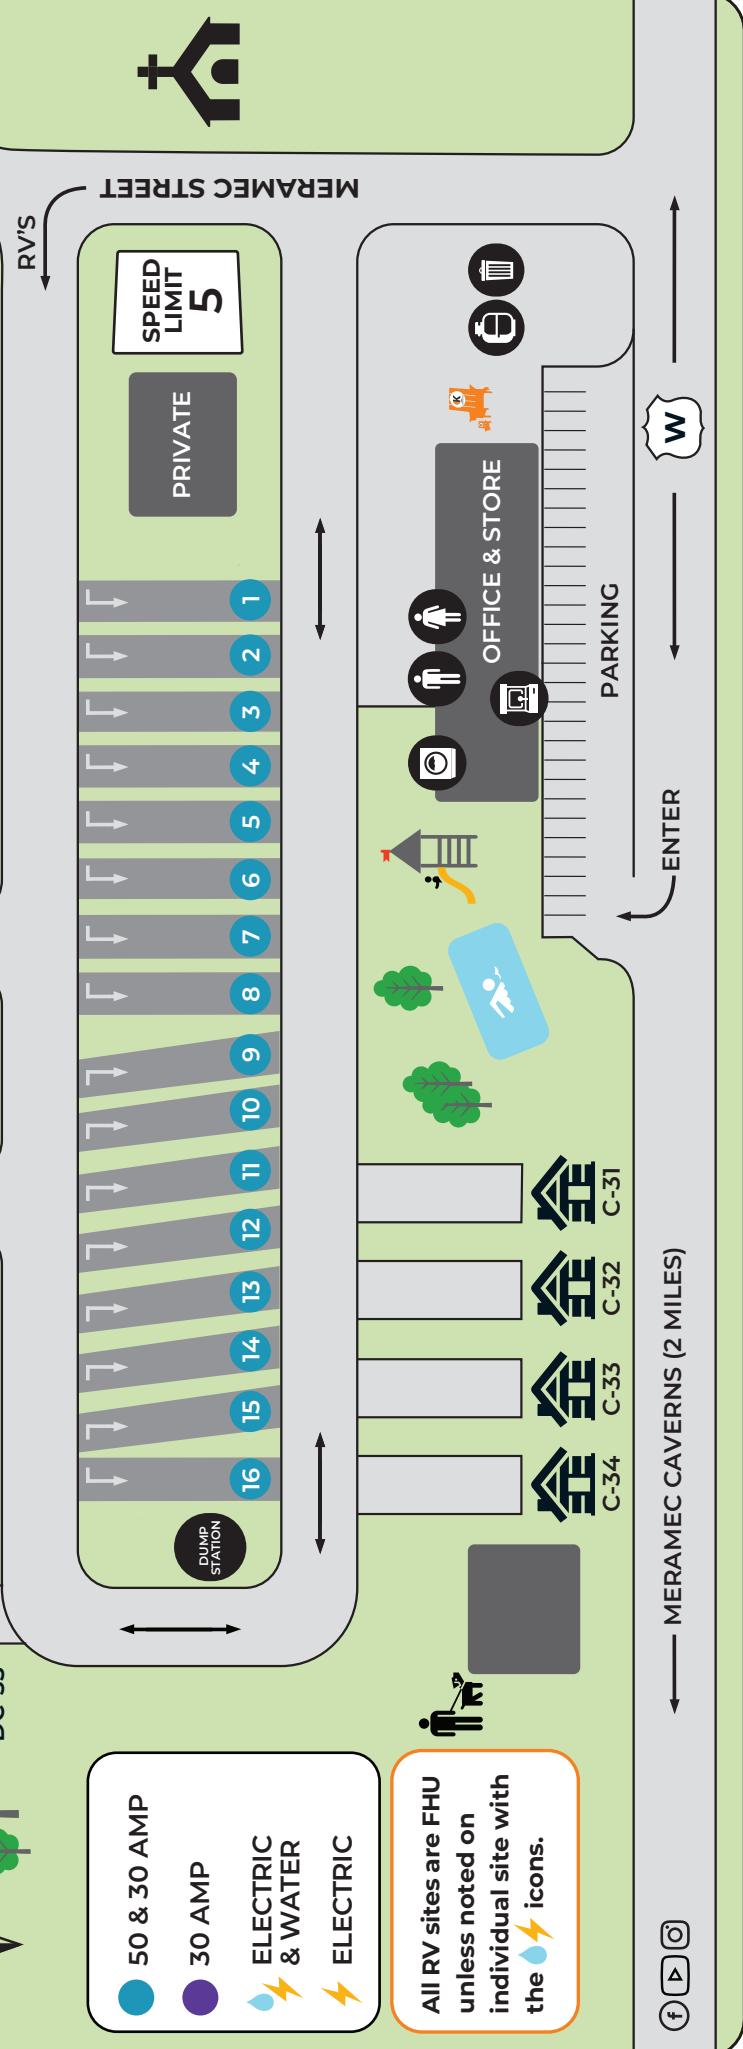 MERAMEC STREET
RV'S
SPEED
LIMIT
5
PRIVATE
K
OFFICE & STORE
W
PARKING
ENTER
1
2
3
4
5
6
7
8
9
10
11
12
13
14
15
16
DUMP
STATION
C-31
C-32
C-33
C-34
MERAMEC CAVERNS (2 MILES)
50 & 30 AMP
30 AMP
ELECTRIC
& WATER
ELECTRIC
All RV sites are FHU
unless noted on
individual site with
the icons.
f